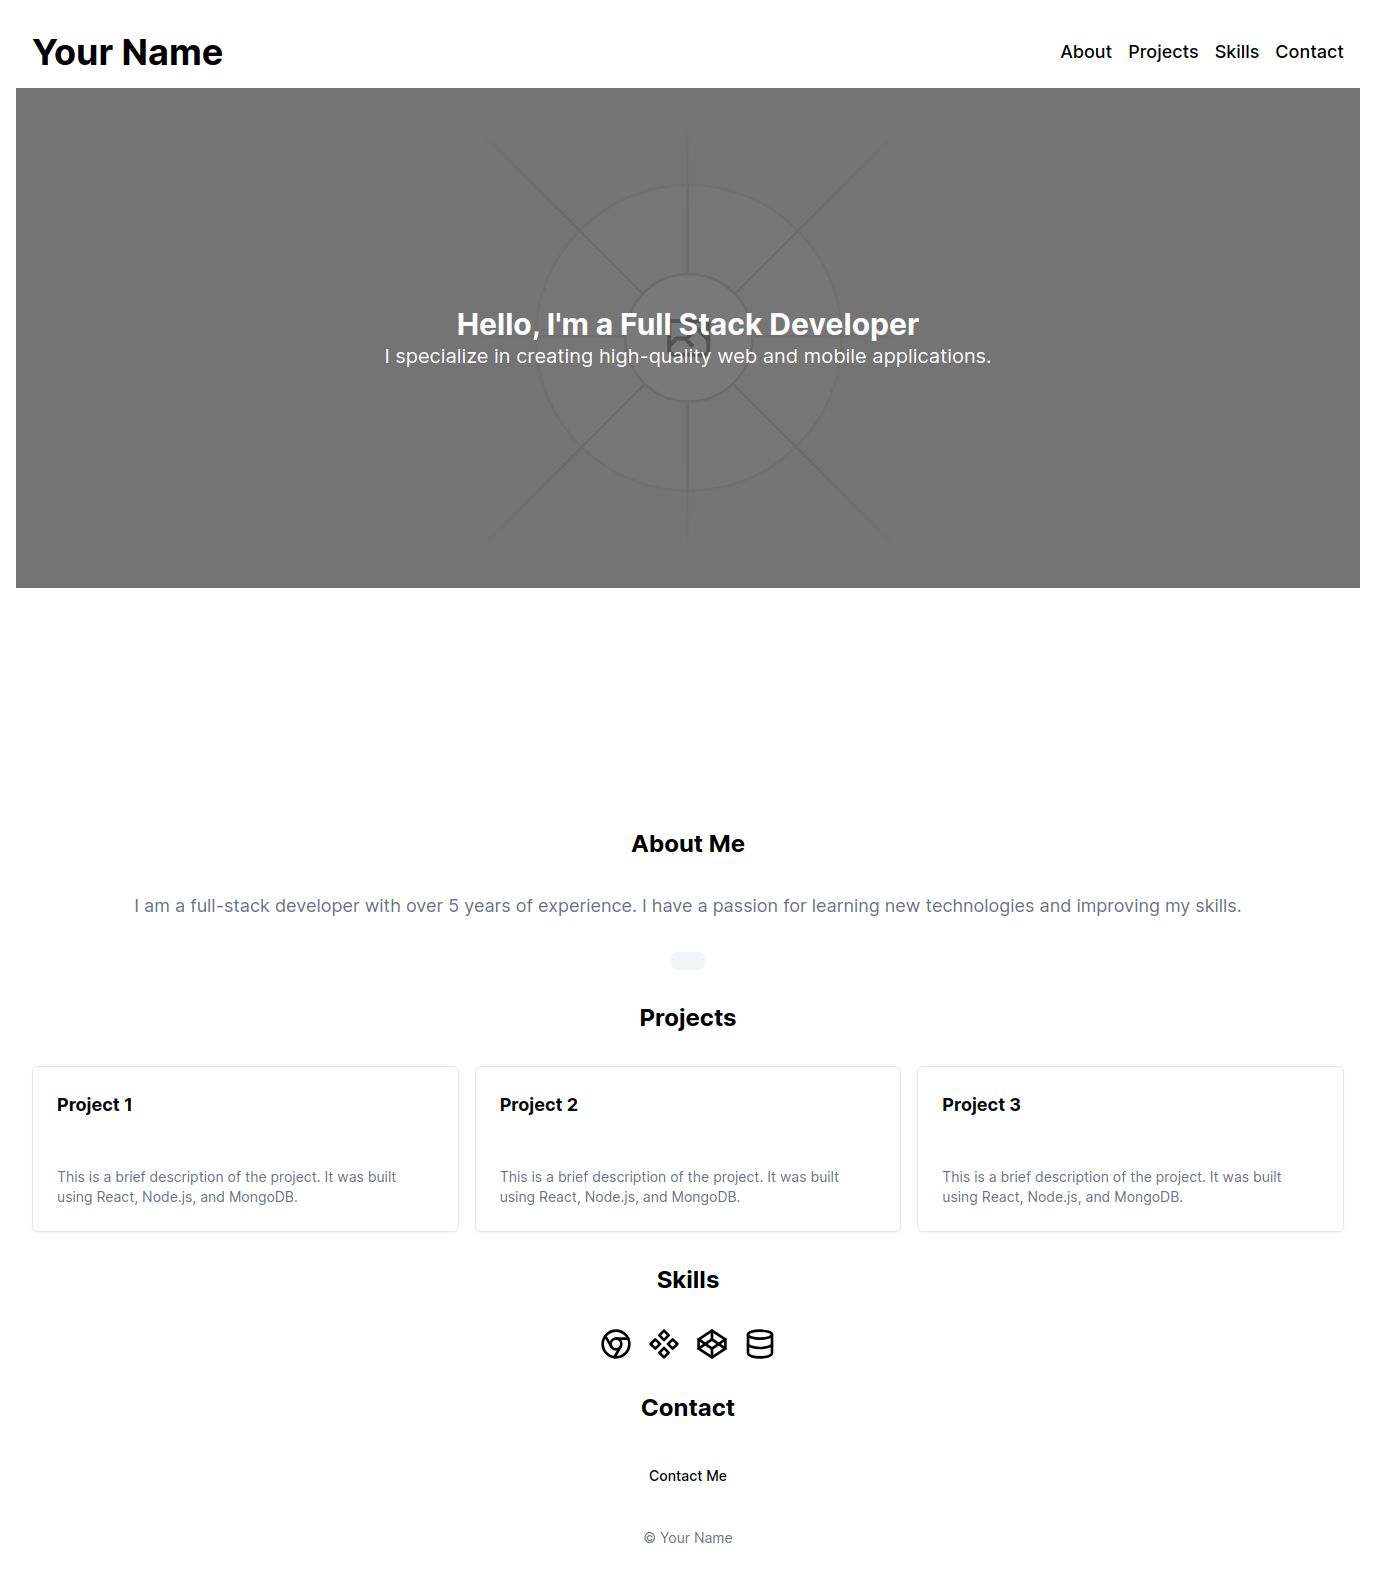 Your Name
About Projects Skills Contact
Hello, I'm a Full Stack Developer
I specialize in creating high-quality web and mobile applications.
About Me
I am a full-stack developer with over 5 years of experience. I have a passion for learning new technologies and improving my skills.
Projects
Project 1
This is a brief description of the project. It was built
using React, Node.js, and MongoDB.
Project 2
This is a brief description of the project. It was built
using React, Node.js, and MongoDB.
Project 3
This is a brief description of the project. It was built
using React, Node.js, and MongoDB.
Skills
Contact
Contact Me
© Your Name